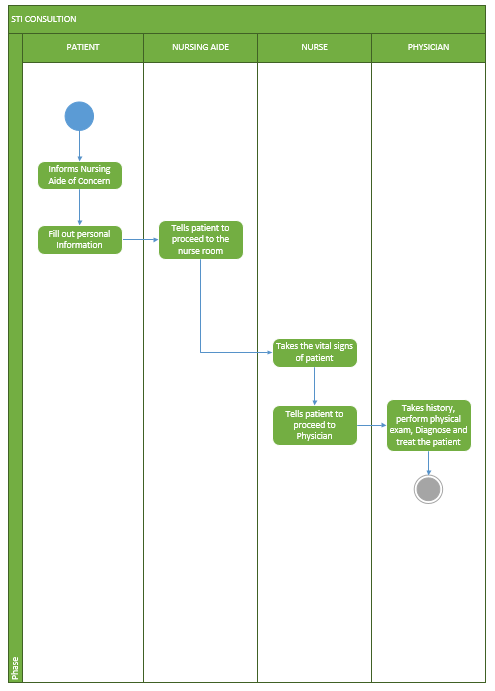 STI CONSULTION
PATIENT
NURSING AIDE
NURSE
PHYSICIAN
Informs Nursing
Aide of Concern
Fill out personal
Information
Tells patient to
proceed to the
nurse room
Takes the vital signs
of patient
Tells patient to
proceed to
Physician
Takes history,
perform physical
exam, Diagnose and
treat the patient
Phase